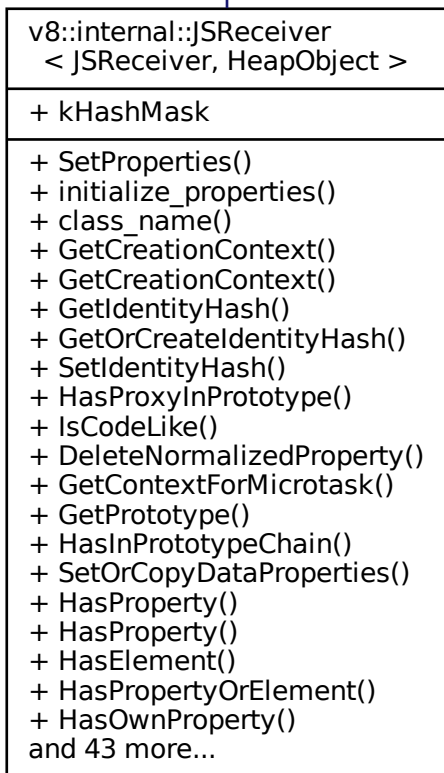 v8::internal::JSReceiver
< JSReceiver, HeapObject >
+ kHashMask
+ SetProperties()
+ initialize_properties()
+ class_name()
+ GetCreationContext()
+ GetCreationContext()
+ GetIdentityHash()
+ GetOrCreateIdentityHash()
+ SetIdentityHash()
+ HasProxyInPrototype()
+ IsCodeLike()
+ DeleteNormalizedProperty()
+ GetContextForMicrotask()
+ GetPrototype()
+ HasInPrototypeChain()
+ SetOrCopyDataProperties()
+ HasProperty()
+ HasProperty()
+ HasElement()
+ HasPropertyOrElement()
+ HasOwnProperty()
and 43 more...